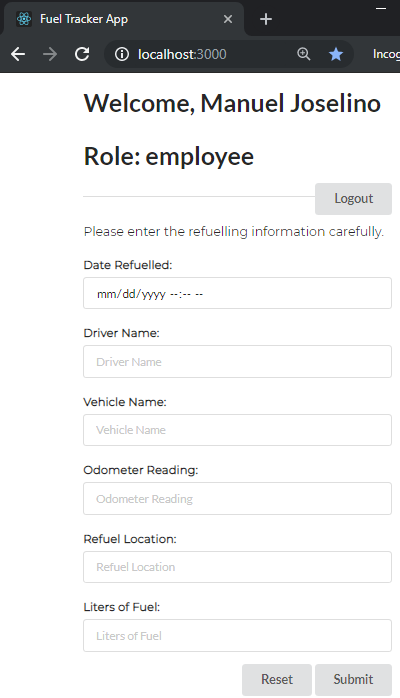 Fuel Tracker App
localhost:3000
Incog
Welcome, Manuel Joselino
Role: employee
Logout
Please enter the refuelling information carefully.
Date Refuelled:
mm/dd/yyyy --:-- --
Driver Name:
Driver Name
Vehicle Name:
Vehicle Name
Odometer Reading:
Odometer Reading
Refuel Location:
Refuel Location
Liters of Fuel:
Liters of Fuel
Reset Submit